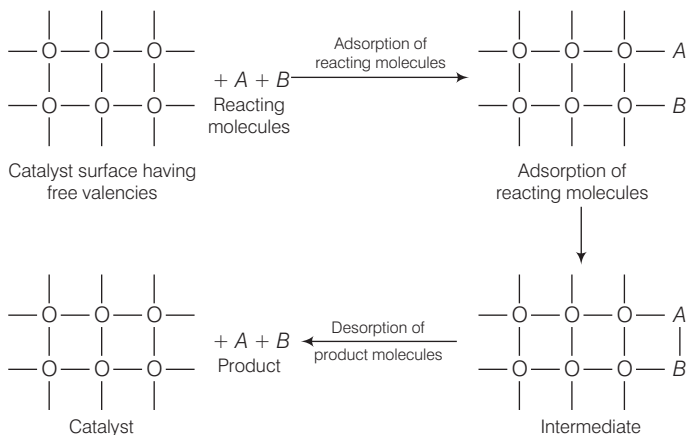 O O O
O O O
Catalyst surface having
free valencies
+ A + B
Reacting
molecules
Adsorption of
reacting molecules
O O O A
O O O B
Adsorption of
reacting molecules
O O O A
O O O B
Intermediate
Desorption of
product molecules
+ A + B
Product
O O O
O O O
Catalyst